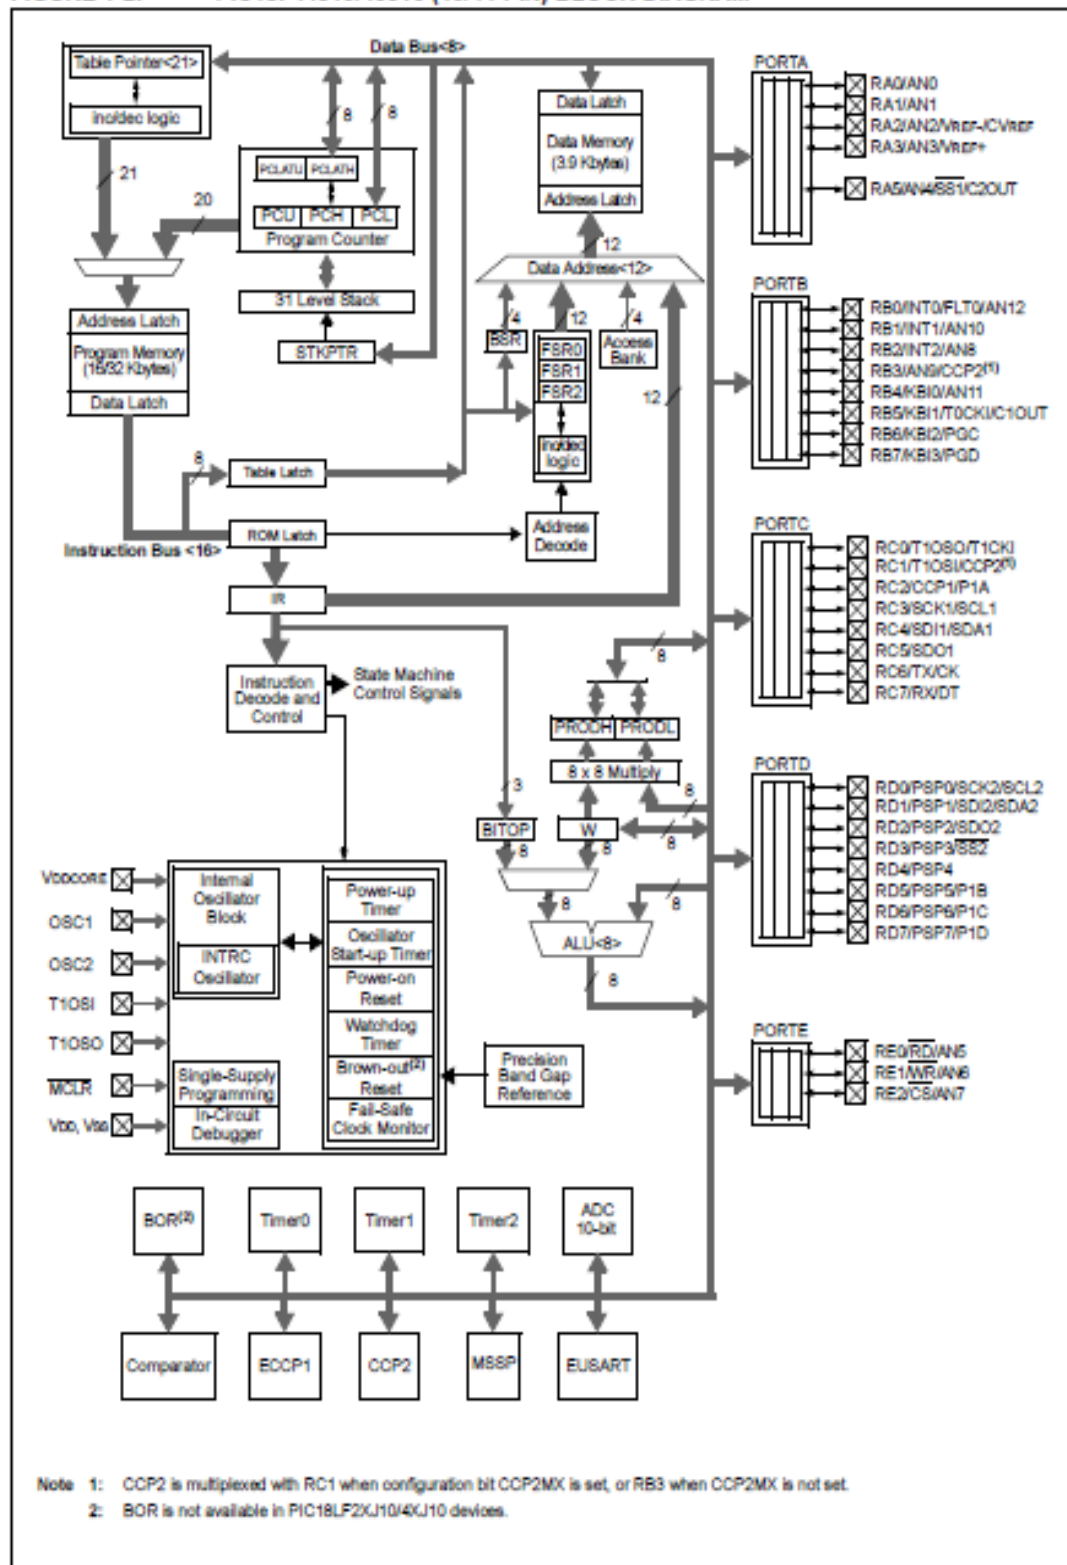 Data Bus<8>
Table Pointer<21>
inc/dec logic
21
20
8
8
PCLATU PCLATH
PCU PCH PCL
Program Counter
31 Level Stack
STKPTR
Address Latch
Program Memory
(16/32 Kbytes)
Data Latch
8
Table Latch
ROM Latch
Instruction Bus <16>
IR
Data Latch
Data Memory
(3.9 Kbytes)
Address Latch
12
Data Address<12>
4
12
4
BSR
FSR0
FSR1
FSR2
Access
Bank
12
inc/dec
logic
Address
Decode
Instruction
Decode and
Control
State Machine
Control Signals
8
PRODH PRODL
8 x 8 Multiply
3
8
BITOP
W
8
8
8
8
8
ALU<8>
8
VDDCORE
OSC1
OSC2
T1OSI
T1OSO
MCLR
VDD, VSS
Internal
Oscillator
Block
INTRC
Oscillator
Single-Supply
Programming
In-Circuit
Debugger
Power-up
Timer
Oscillator
Start-up Timer
Power-on
Reset
Watchdog
Timer
Brown-out(2)
Reset
Fail-Safe
Clock Monitor
Precision
Band Gap
Reference
PORTA
RA0/AN0
RA1/AN1
RA2/AN2/VREF-/CVREF
RA3/AN3/VREF+
RA5/AN4/SS1/C2OUT
PORTB
RB0/INT0/FLT0/AN12
RB1/INT1/AN10
RB2/INT2/AN8
RB3/AN9/CCP2(1)
RB4/KBI0/AN11
RB5/KBI1/T0CKI/C1OUT
RB6/KBI2/PGC
RB7/KBI3/PGD
PORTC
RC0/T1OSO/T1CKI
RC1/T1OSI/CCP2(1)
RC2/CCP1/P1A
RC3/SCK1/SCL1
RC4/SDI1/SDA1
RC5/SDO1
RC6/TX/CK
RC7/RX/DT
PORTD
RD0/PSP0/SCK2/SCL2
RD1/PSP1/SDI2/SDA2
RD2/PSP2/SDO2
RD3/PSP3/SS2
RD4/PSP4
RD5/PSP5/P1B
RD6/PSP6/P1C
RD7/PSP7/P1D
PORTE
RE0/RD/AN5
RE1/WR/AN6
RE2/CS/AN7
BOR(2)
Timer0
Timer1
Timer2
ADC
10-bit
Comparator
ECCP1
CCP2
MSSP
EUSART
Note 1: CCP2 is multiplexed with RC1 when configuration bit CCP2MX is set, or RB3 when CCP2MX is not set.
2: BOR is not available in PIC18LF2XJ10/4XJ10 devices.